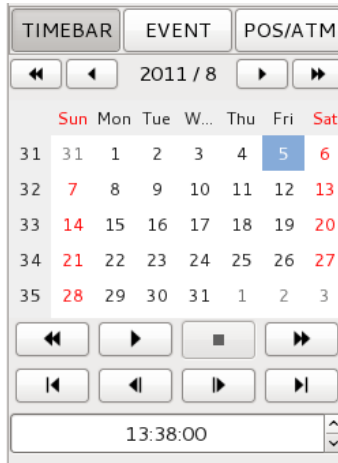 TIMEBAR EVENT POS/ATM
2011 / 8
Sun Mon Tue W... Thu Fri Sat
31 31 1 2 3 4 5 6
32 7 8 9 10 11 12 13
33 14 15 16 17 18 19 20
34 21 22 23 24 25 26 27
35 28 29 30 31 1 2 3
13:38:00